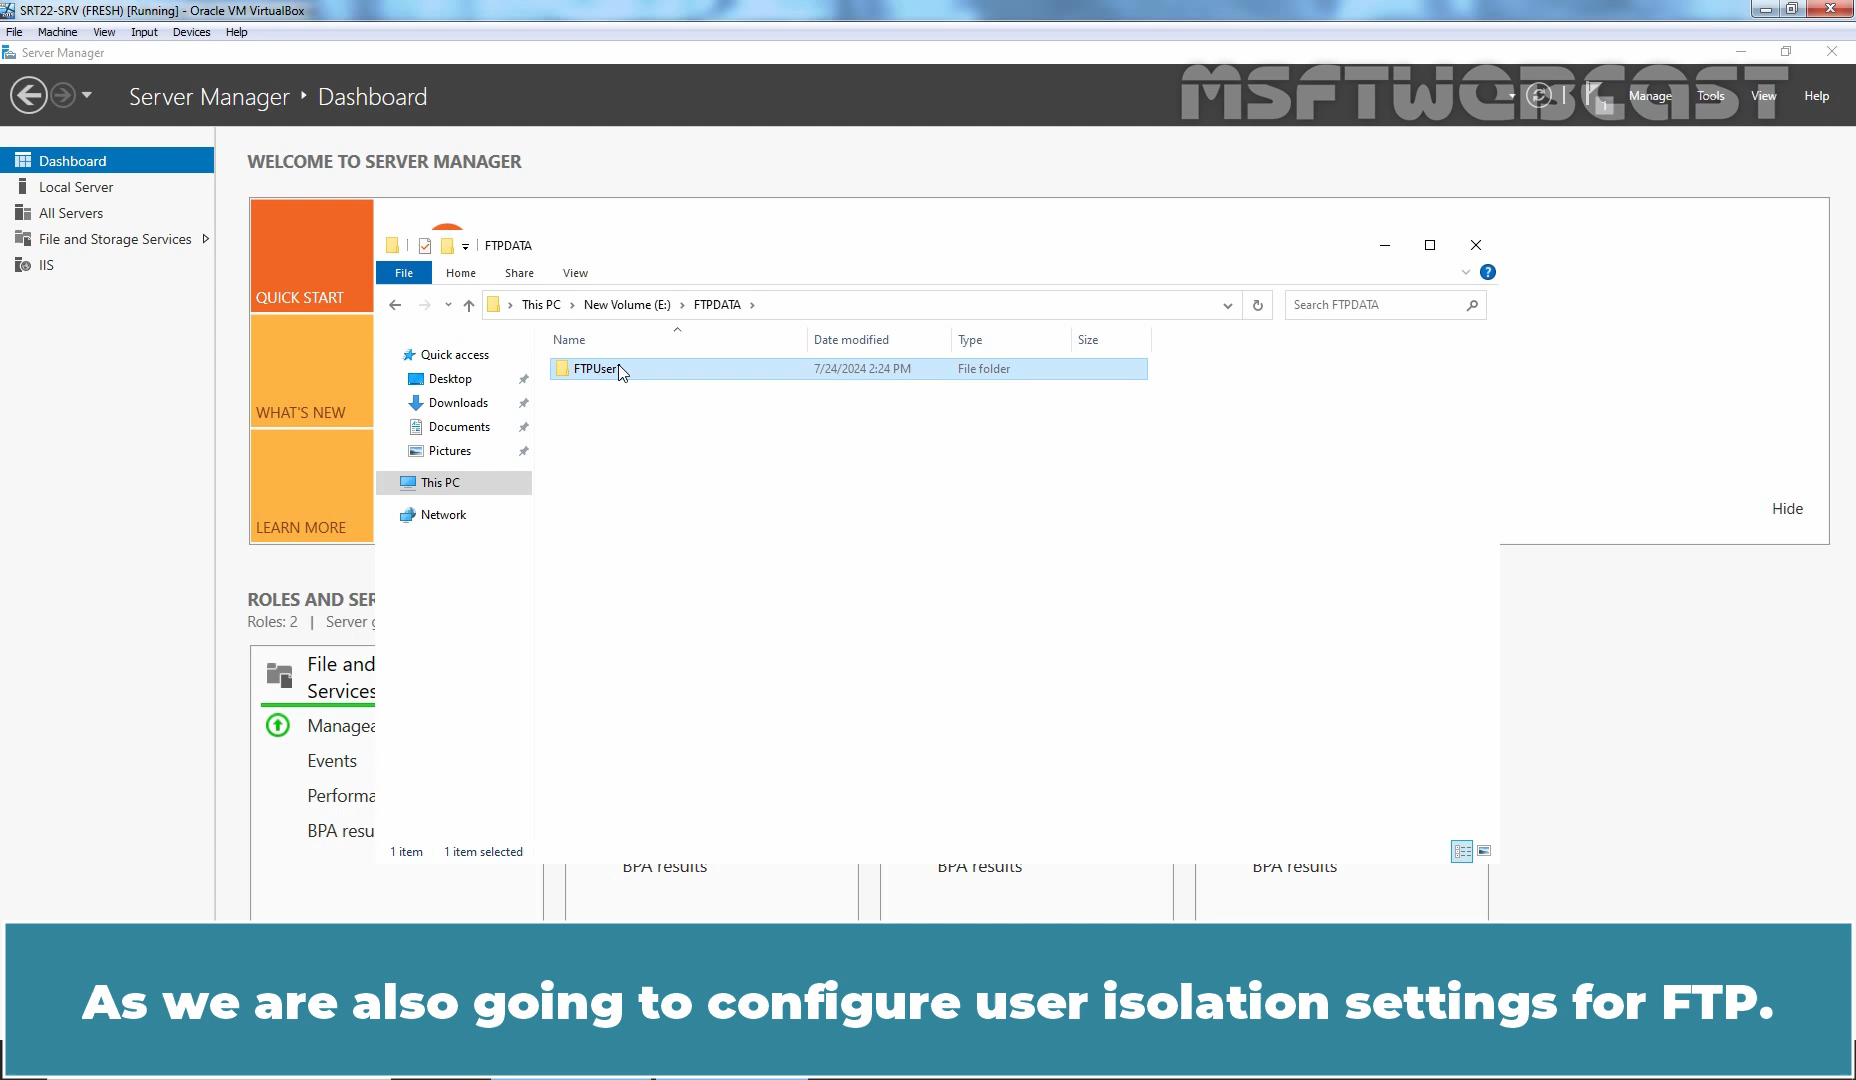 SRT22-SRV (FRESH) [Running] - Oracle VM VirtualBox
File Machine View Input Devices Help
Server Manager
Server Manager ‣ Dashboard
MSFTWEBCAST
Manage Tools View Help
Dashboard
Local Server
All Servers
File and Storage Services
IIS
WELCOME TO SERVER MANAGER
QUICK START
WHAT'S NEW
LEARN MORE
Hide
FTPDATA
File Home Share View
This PC > New Volume (E:) > FTPDATA >
Search FTPDATA
Name Date modified Type Size
FTPUser 7/24/2024 2:24 PM File folder
Quick access
Desktop
Downloads
Documents
Pictures
This PC
Network
1 item 1 item selected
ROLES AND SER
Roles: 2 | Server g
File and
Services
Managea
Events
Performa
BPA resu
BPA results BPA results BPA results
As we are also going to configure user isolation settings for FTP.